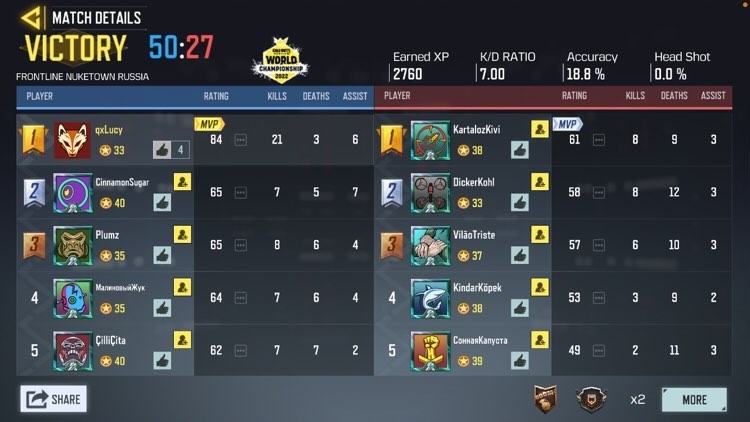 MATCH DETAILS
VICTORY 50:27
FRONTLINE NUKETOWN RUSSIA
WORLD
CHAMPIONSHIP
2022
Earned XP K/D RATIO Accuracy Head Shot
2760 7.00 18.8 % 0.0 %
PLAYER RATING KILLS DEATHS ASSIST
1 qxLucy 33 4 MVP 84 21 3 6
2 CinnamonSugar 40 65 7 5 7
3 Plumz 35 65 8 6 4
4 МалиновыйЖук 35 64 7 6 4
5 ÇilliÇita 40 62 7 7 2
PLAYER RATING KILLS DEATHS ASSIST
1 KartalozKivi 38 MVP 61 8 9 3
2 DickerKohl 33 58 8 12 3
3 VilãoTriste 37 57 6 10 3
4 KindarKöpek 38 53 3 9 2
5 СоннаяКапуста 39 49 2 11 3
SHARE
x2
MORE